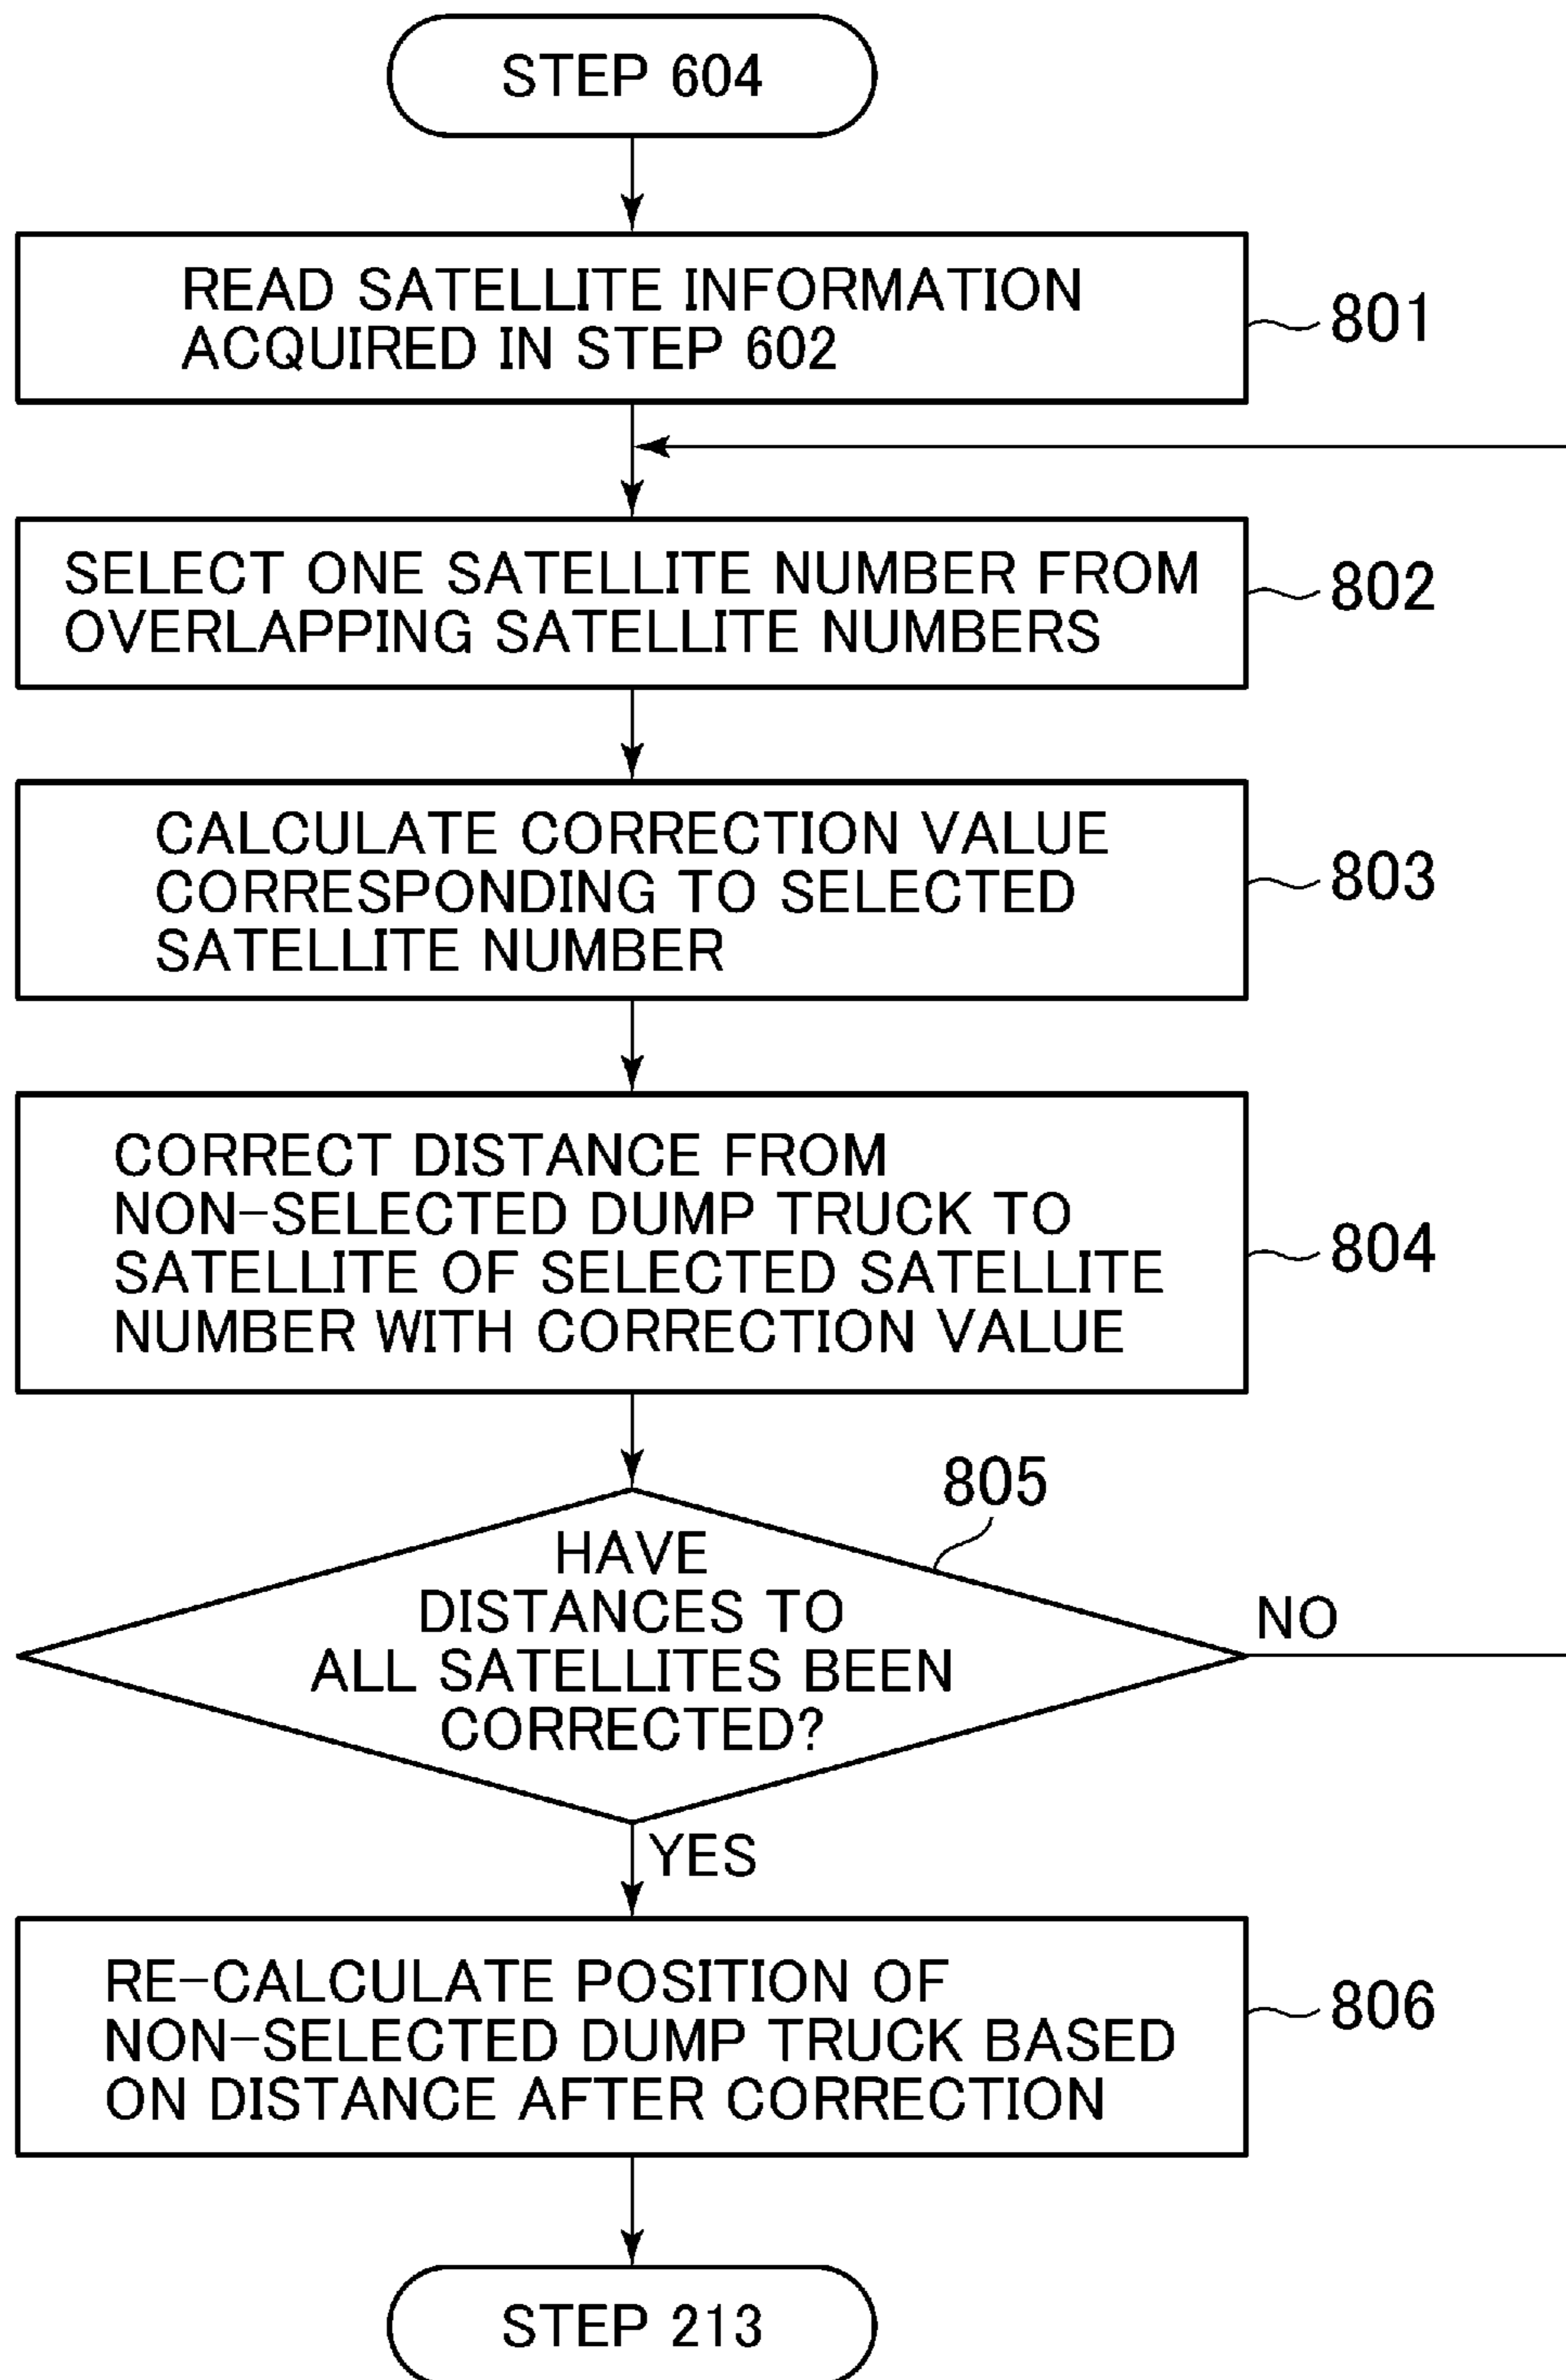 STEP 604
READ SATELLITE INFORMATION
ACQUIRED IN STEP 602
801
SELECT ONE SATELLITE NUMBER FROM
OVERLAPPING SATELLITE NUMBERS
802
CALCULATE CORRECTION VALUE
CORRESPONDING TO SELECTED
SATELLITE NUMBER
803
CORRECT DISTANCE FROM
NON-SELECTED DUMP TRUCK TO
SATELLITE OF SELECTED SATELLITE
NUMBER WITH CORRECTION VALUE
804
805
HAVE
DISTANCES TO
ALL SATELLITES BEEN
CORRECTED?
NO
YES
RE-CALCULATE POSITION OF
NON-SELECTED DUMP TRUCK BASED
ON DISTANCE AFTER CORRECTION
806
STEP 213